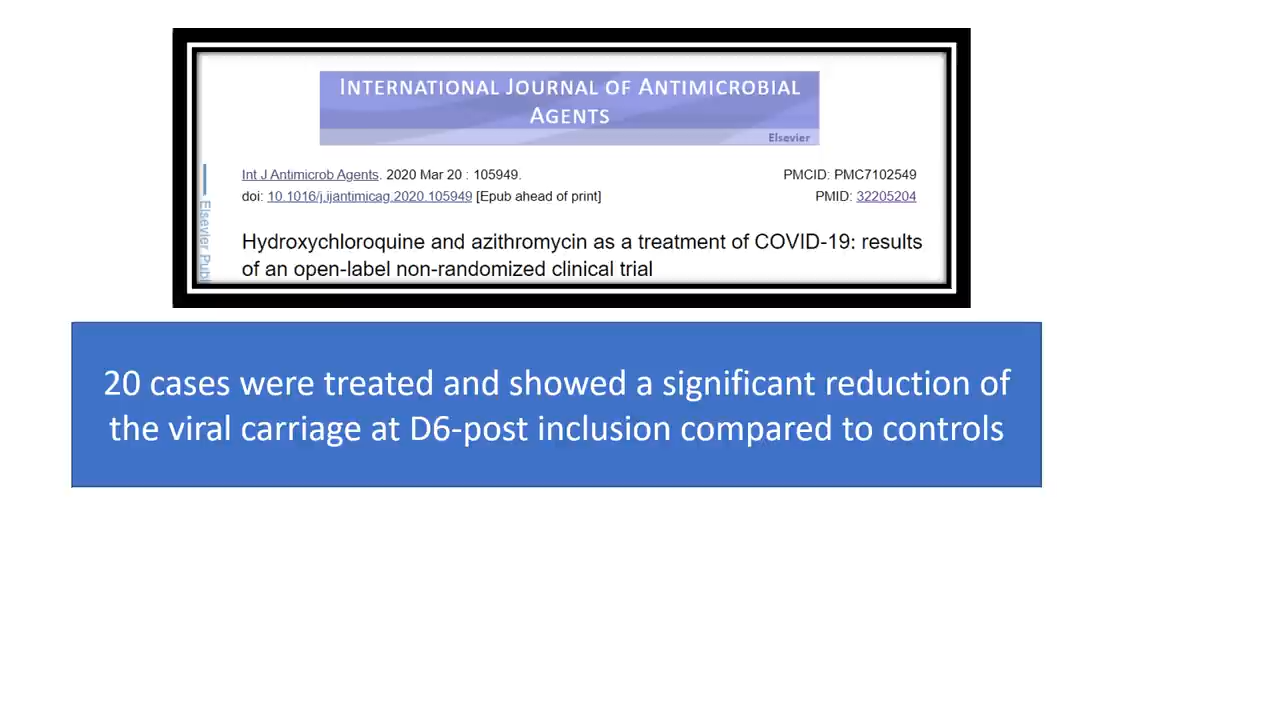 INTERNATIONAL JOURNAL OF ANTIMICROBIAL
AGENTS
Elsevier
Int J Antimicrob Agents. 2020 Mar 20 : 105949.
PMCID: PMC7102549
doi: 10.1016/j.ijantimicag.2020.105949 [Epub ahead of print]
PMID: 32205204
Elsevier Publ
Hydroxychloroquine and azithromycin as a treatment of COVID-19: results
of an open-label non-randomized clinical trial
20 cases were treated and showed a significant reduction of
the viral carriage at D6-post inclusion compared to controls